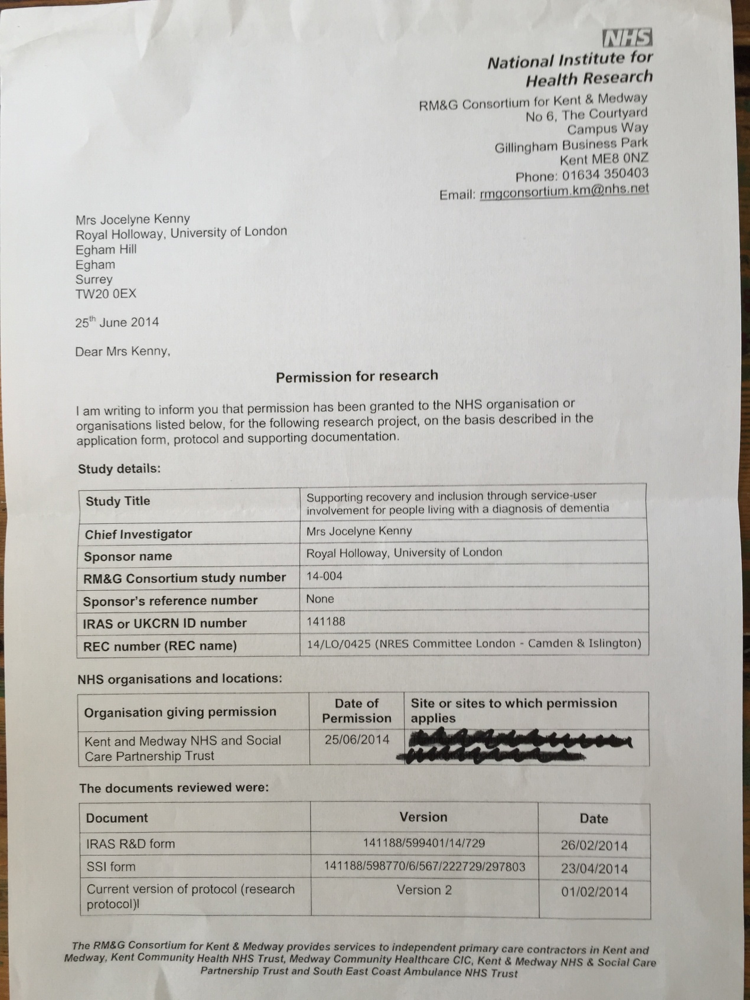 NHS
National Institute for
Health Research
RM&G Consortium for Kent & Medway
No 6, The Courtyard
Campus Way
Gillingham Business Park
Kent ME8 0NZ
Phone: 01634 350403
Email: rmgconsortium.km@nhs.net
Mrs Jocelyne Kenny
Royal Holloway, University of London
Egham Hill
Egham
Surrey
TW20 0EX
25th June 2014
Dear Mrs Kenny,
Permission for research
I am writing to inform you that permission has been granted to the NHS organisation or
organisations listed below, for the following research project, on the basis described in the
application form, protocol and supporting documentation.
Study details:
Study Title
Supporting recovery and inclusion through service-user
involvement for people living with a diagnosis of dementia
Chief Investigator
Mrs Jocelyne Kenny
Sponsor name
Royal Holloway, University of London
RM&G Consortium study number
14-004
Sponsor's reference number
None
IRAS or UKCRN ID number
141188
REC number (REC name)
14/LO/0425 (NRES Committee London - Camden & Islington)
NHS organisations and locations:
Organisation giving permission
Date of
Permission
Site or sites to which permission
applies
Kent and Medway NHS and Social
Care Partnership Trust
25/06/2014
The documents reviewed were:
Document
Version
Date
IRAS R&D form
141188/599401/14/729
26/02/2014
SSI form
141188/598770/6/567/222729/297803
23/04/2014
Current version of protocol (research
protocol)l
Version 2
01/02/2014
The RM&G Consortium for Kent & Medway provides services to independent primary care contractors in Kent and
Medway, Kent Community Health NHS Trust, Medway Community Healthcare CIC, Kent & Medway NHS & Social Care
Partnership Trust and South East Coast Ambulance NHS Trust